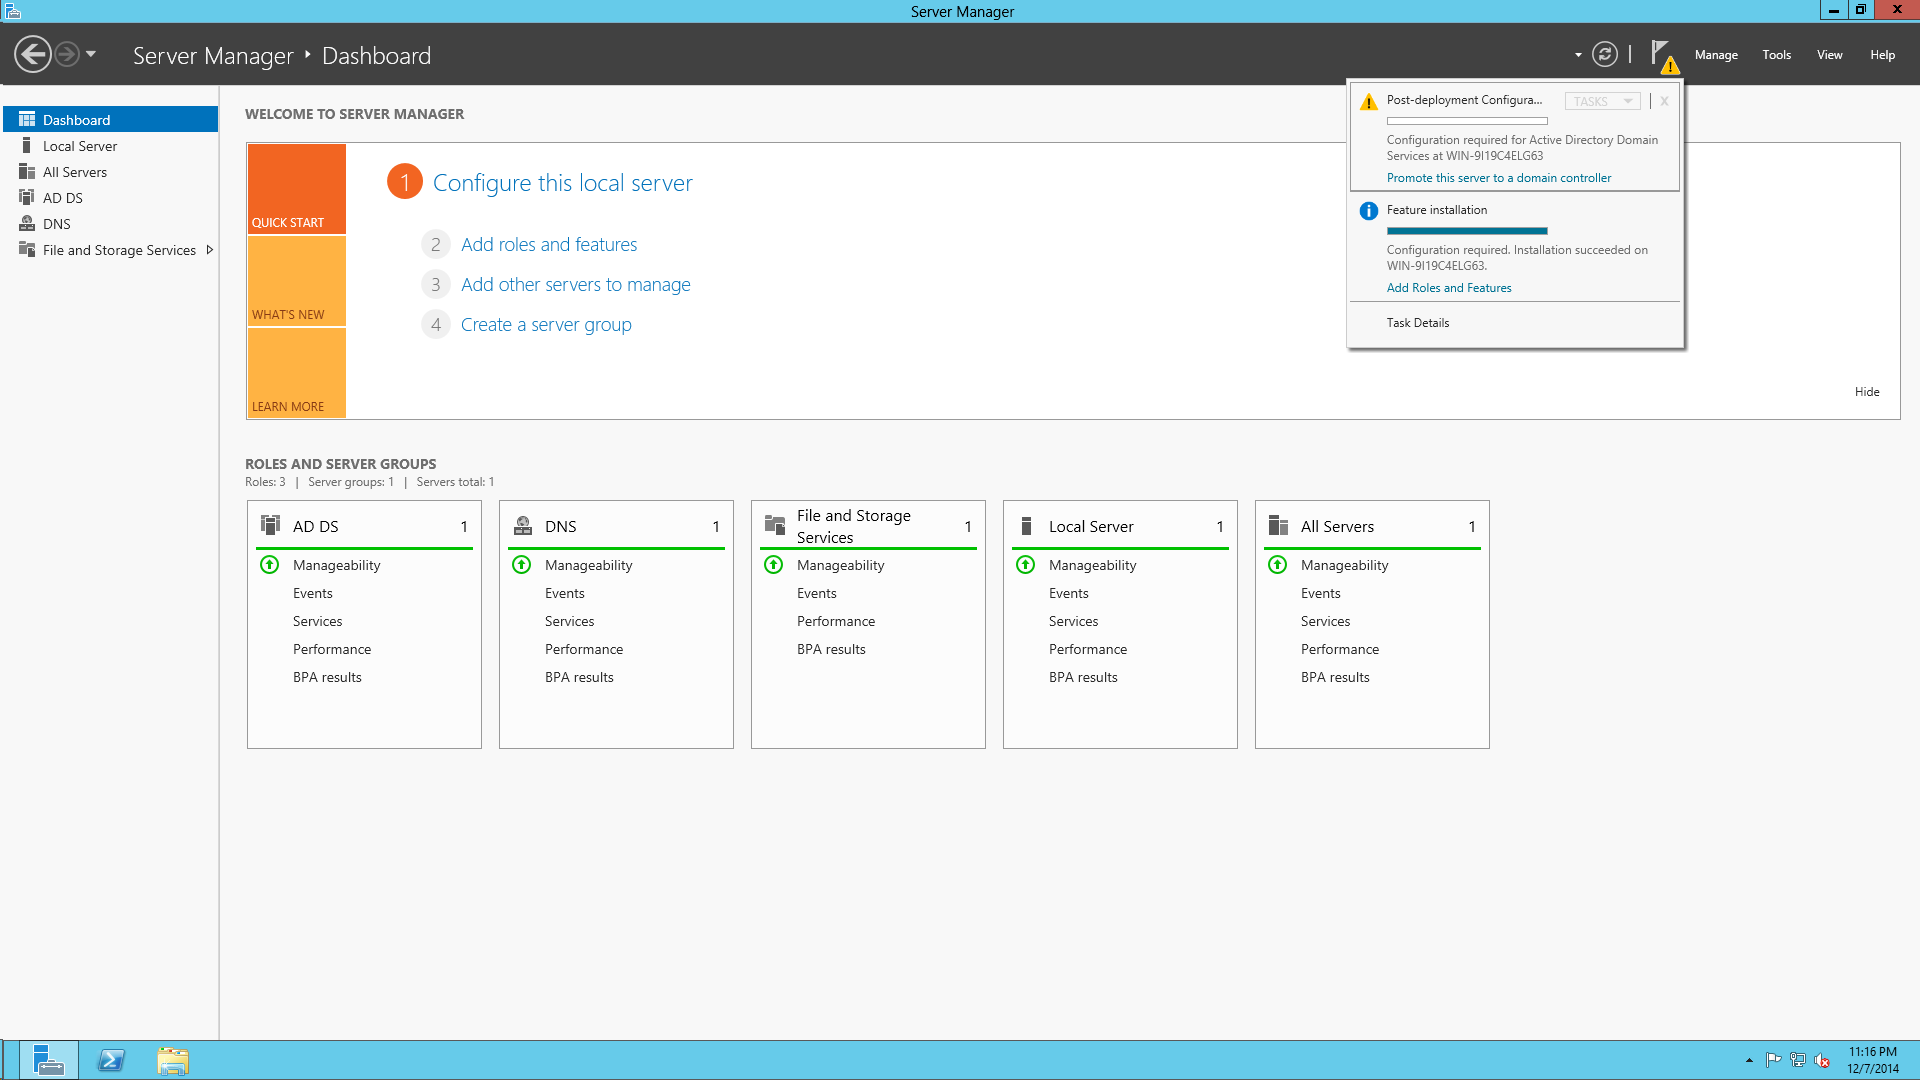 Server Manager
Server Manager
Dashboard
Manage
Tools
View
Help
Dashboard
Local Server
All Servers
AD DS
DNS
File and Storage Services
WELCOME TO SERVER MANAGER
QUICK START
WHAT'S NEW
LEARN MORE
1 Configure this local server
2 Add roles and features
3 Add other servers to manage
4 Create a server group
Hide
Post-deployment Configura...
TASKS
X
Configuration required for Active Directory Domain
Services at WIN-9I19C4ELG63
Promote this server to a domain controller
Feature installation
Configuration required. Installation succeeded on
WIN-9I19C4ELG63.
Add Roles and Features
Task Details
ROLES AND SERVER GROUPS
Roles: 3 | Server groups: 1 | Servers total: 1
AD DS 1
Manageability
Events
Services
Performance
BPA results
DNS 1
Manageability
Events
Services
Performance
BPA results
File and Storage
Services
1
Manageability
Events
Performance
BPA results
Local Server 1
Manageability
Events
Services
Performance
BPA results
All Servers 1
Manageability
Events
Services
Performance
BPA results
11:16 PM
12/7/2014